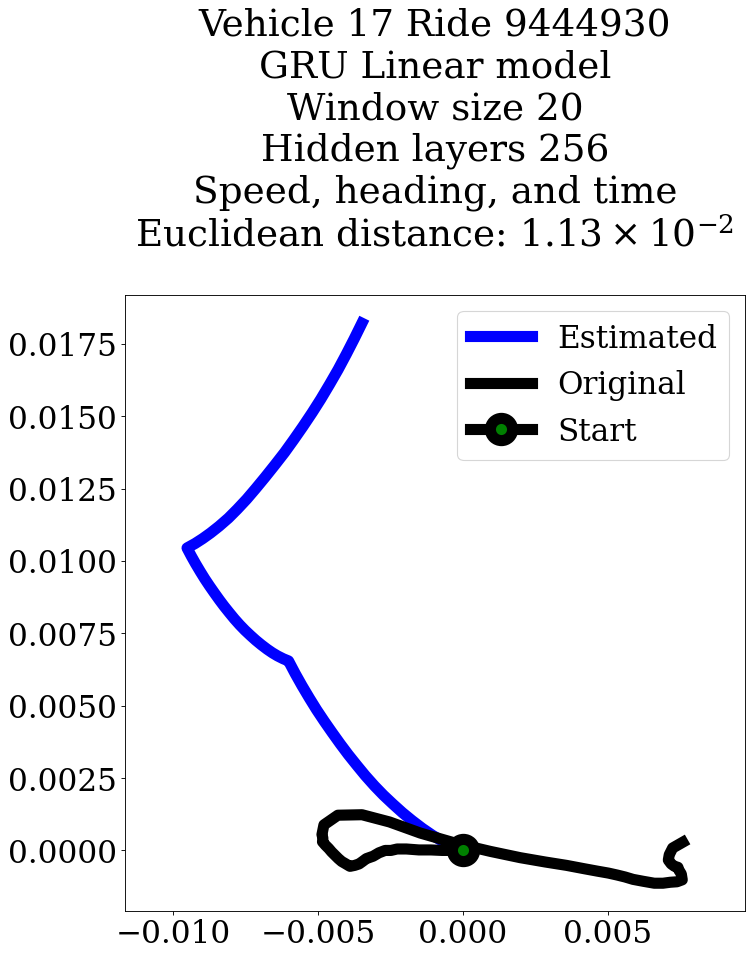 Vehicle 17 Ride 9444930
GRU Linear model
Window size 20
Hidden layers 256
Speed, heading, and time
Euclidean distance: 1.13 × 10⁻²
Estimated
Original
Start
0.0175
0.0150
0.0125
0.0100
0.0075
0.0050
0.0025
0.0000
−0.010 −0.005 0.000 0.005